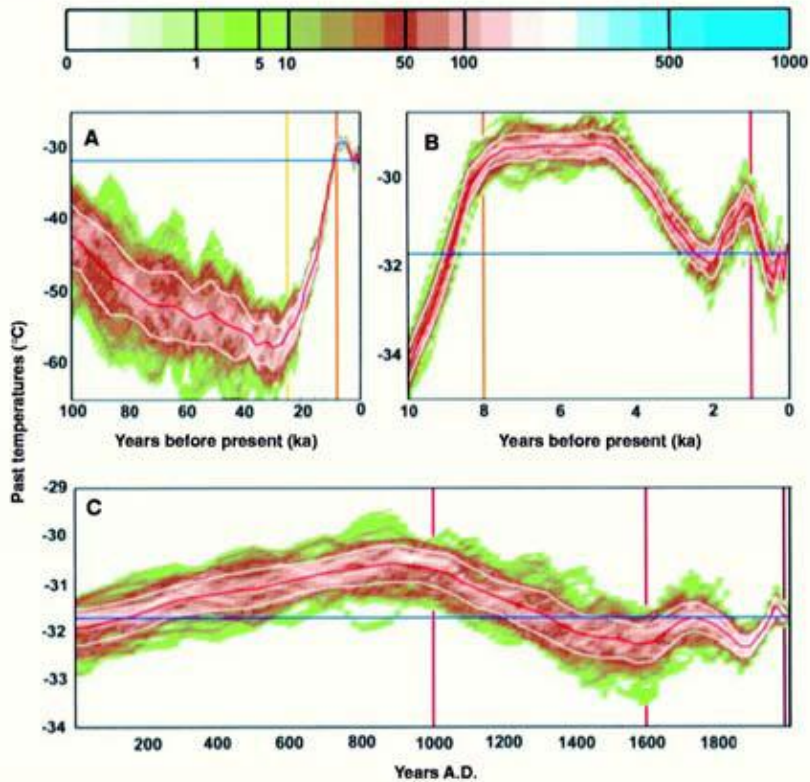 0 1 5 10 50 100 500 1000
A
-30
-40
-50
-60
100 80 60 40 20 0
Years before present (ka)
B
-30
-32
-34
10 8 6 4 2 0
Years before present (ka)
Past temperatures (°C)
C
-29
-30
-31
-32
-33
-34
200 400 600 800 1000 1200 1400 1600 1800
Years A.D.